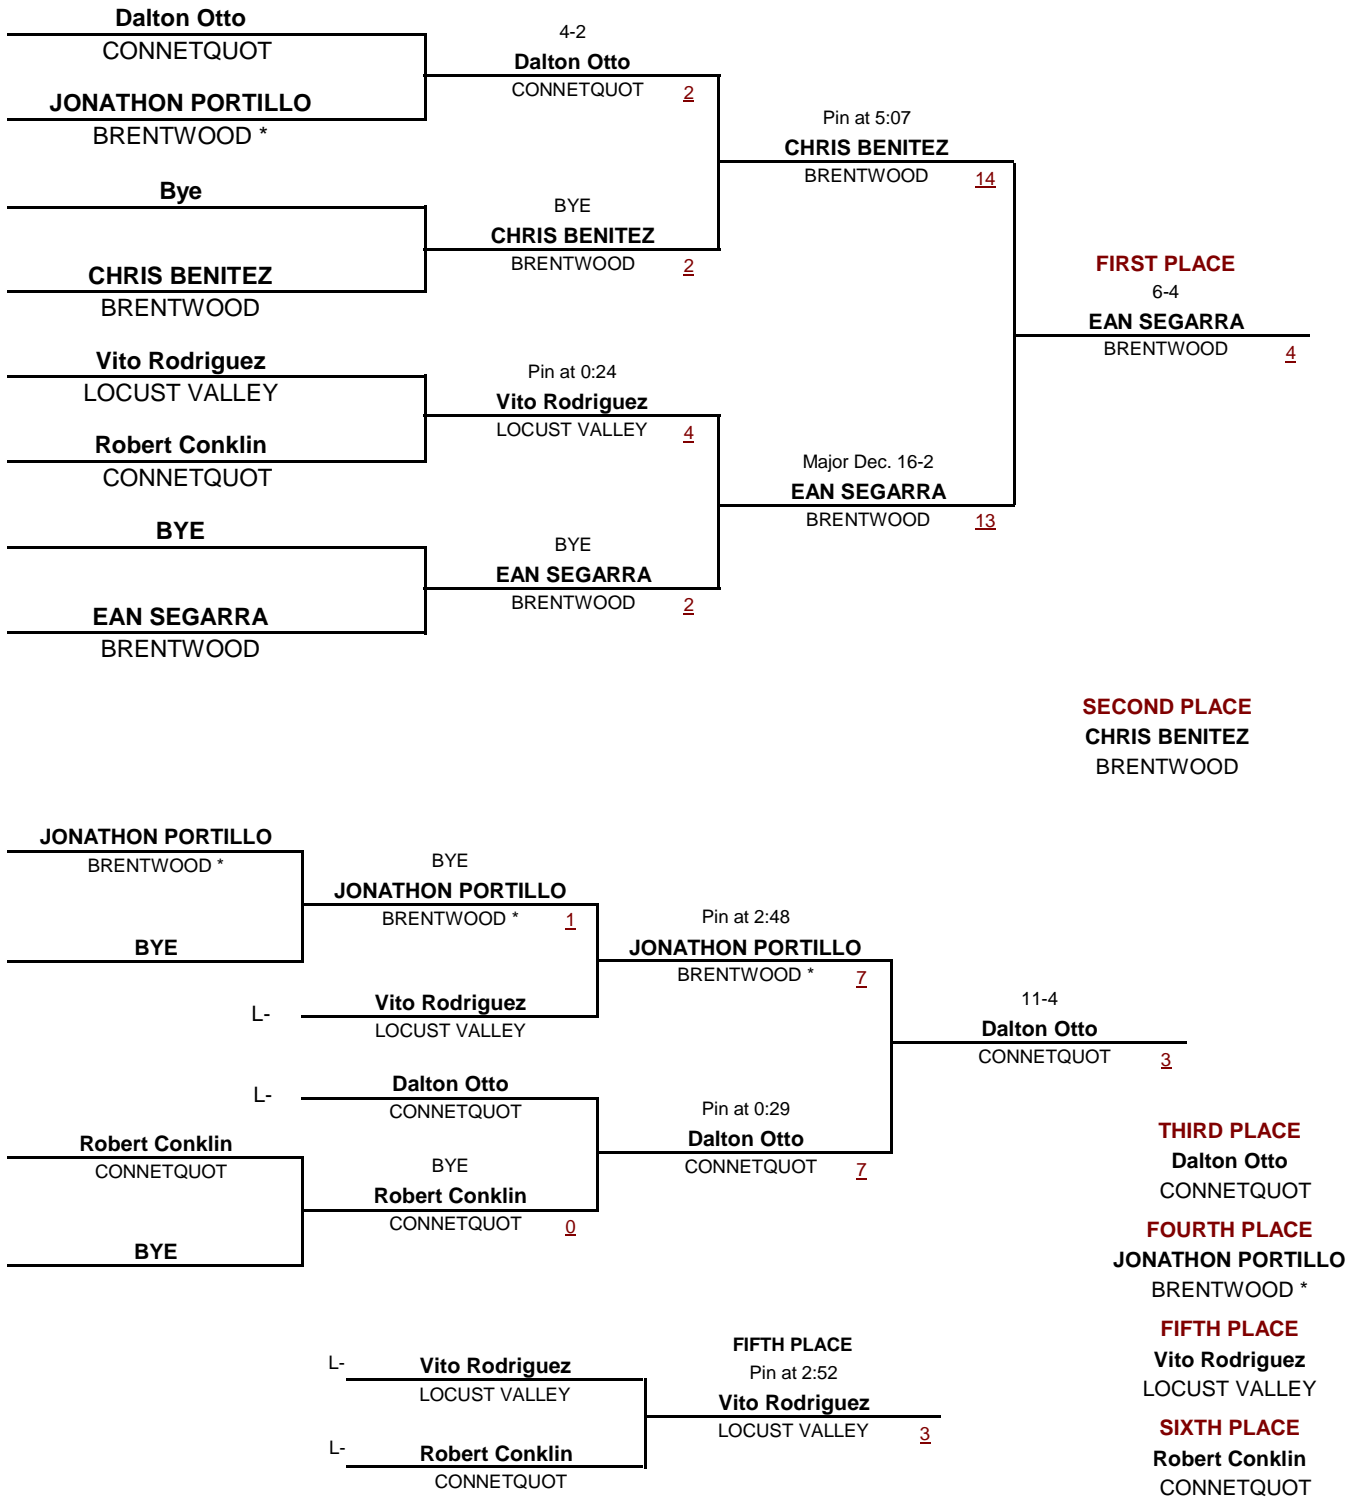 Dalton Otto
CONNETQUOT
JONATHON PORTILLO
BRENTWOOD *
Bye
CHRIS BENITEZ
BRENTWOOD
Vito Rodriguez
LOCUST VALLEY
Robert Conklin
CONNETQUOT
BYE
EAN SEGARRA
BRENTWOOD
4-2
Dalton Otto
CONNETQUOT 2
BYE
CHRIS BENITEZ
BRENTWOOD 2
Pin at 0:24
Vito Rodriguez
LOCUST VALLEY 4
BYE
EAN SEGARRA
BRENTWOOD 2
Pin at 5:07
CHRIS BENITEZ
BRENTWOOD 14
Major Dec. 16-2
EAN SEGARRA
BRENTWOOD 13
FIRST PLACE
6-4
EAN SEGARRA
BRENTWOOD 4
SECOND PLACE
CHRIS BENITEZ
BRENTWOOD
JONATHON PORTILLO
BRENTWOOD *
BYE
Robert Conklin
CONNETQUOT
BYE
BYE
JONATHON PORTILLO
BRENTWOOD * 1
L- Vito Rodriguez
LOCUST VALLEY
L- Dalton Otto
CONNETQUOT
BYE
Robert Conklin
CONNETQUOT 0
Pin at 2:48
JONATHON PORTILLO
BRENTWOOD * 7
Pin at 0:29
Dalton Otto
CONNETQUOT 7
11-4
Dalton Otto
CONNETQUOT 3
L- Vito Rodriguez
LOCUST VALLEY
L- Robert Conklin
CONNETQUOT
FIFTH PLACE
Pin at 2:52
Vito Rodriguez
LOCUST VALLEY 3
THIRD PLACE
Dalton Otto
CONNETQUOT
FOURTH PLACE
JONATHON PORTILLO
BRENTWOOD *
FIFTH PLACE
Vito Rodriguez
LOCUST VALLEY
SIXTH PLACE
Robert Conklin
CONNETQUOT